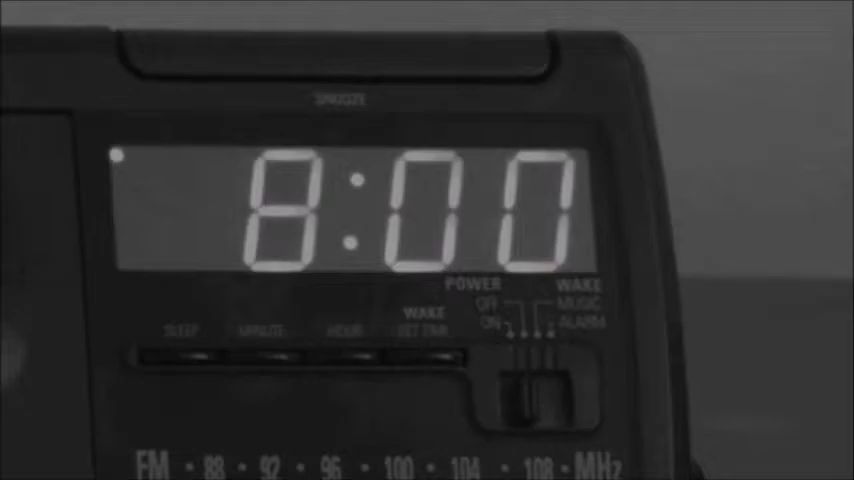 SNOOZE
8:00
POWER WAKE
OFF MUSIC
ON ALARM
WAKE
SLEEP MINUTE HOUR SET TIME
FM • 88 • 92 • 96 • 100 • 104 • 108 • MHz